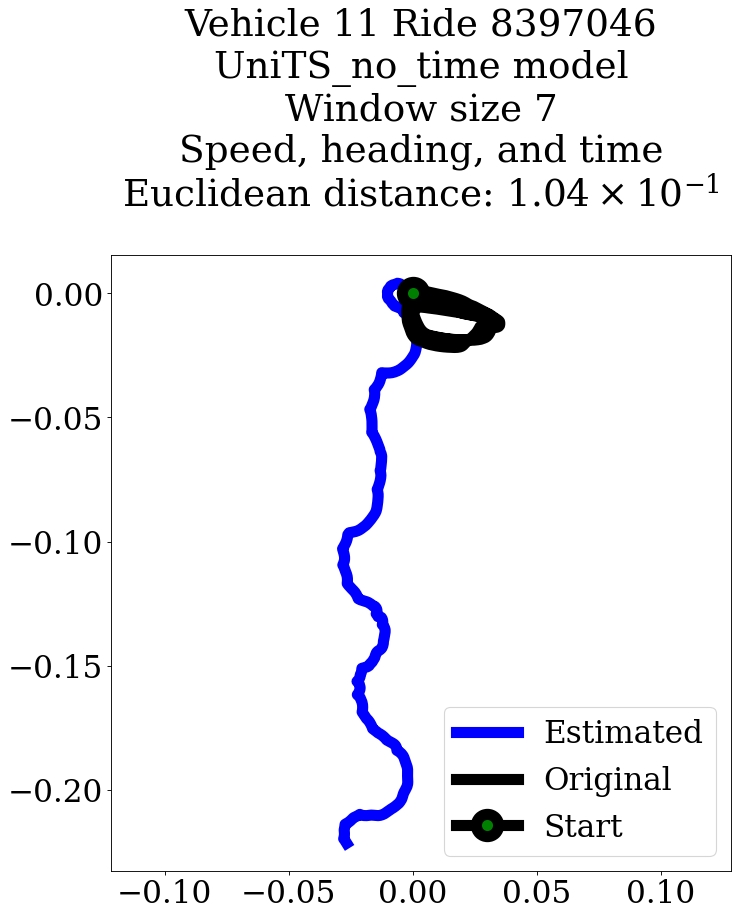 Vehicle 11 Ride 8397046
UniTS_no_time model
Window size 7
Speed, heading, and time
Euclidean distance: $1.04 \times 10^{-1}$
0.00
−0.05
−0.10
−0.15
−0.20
Estimated
Original
Start
−0.10 −0.05 0.00 0.05 0.10